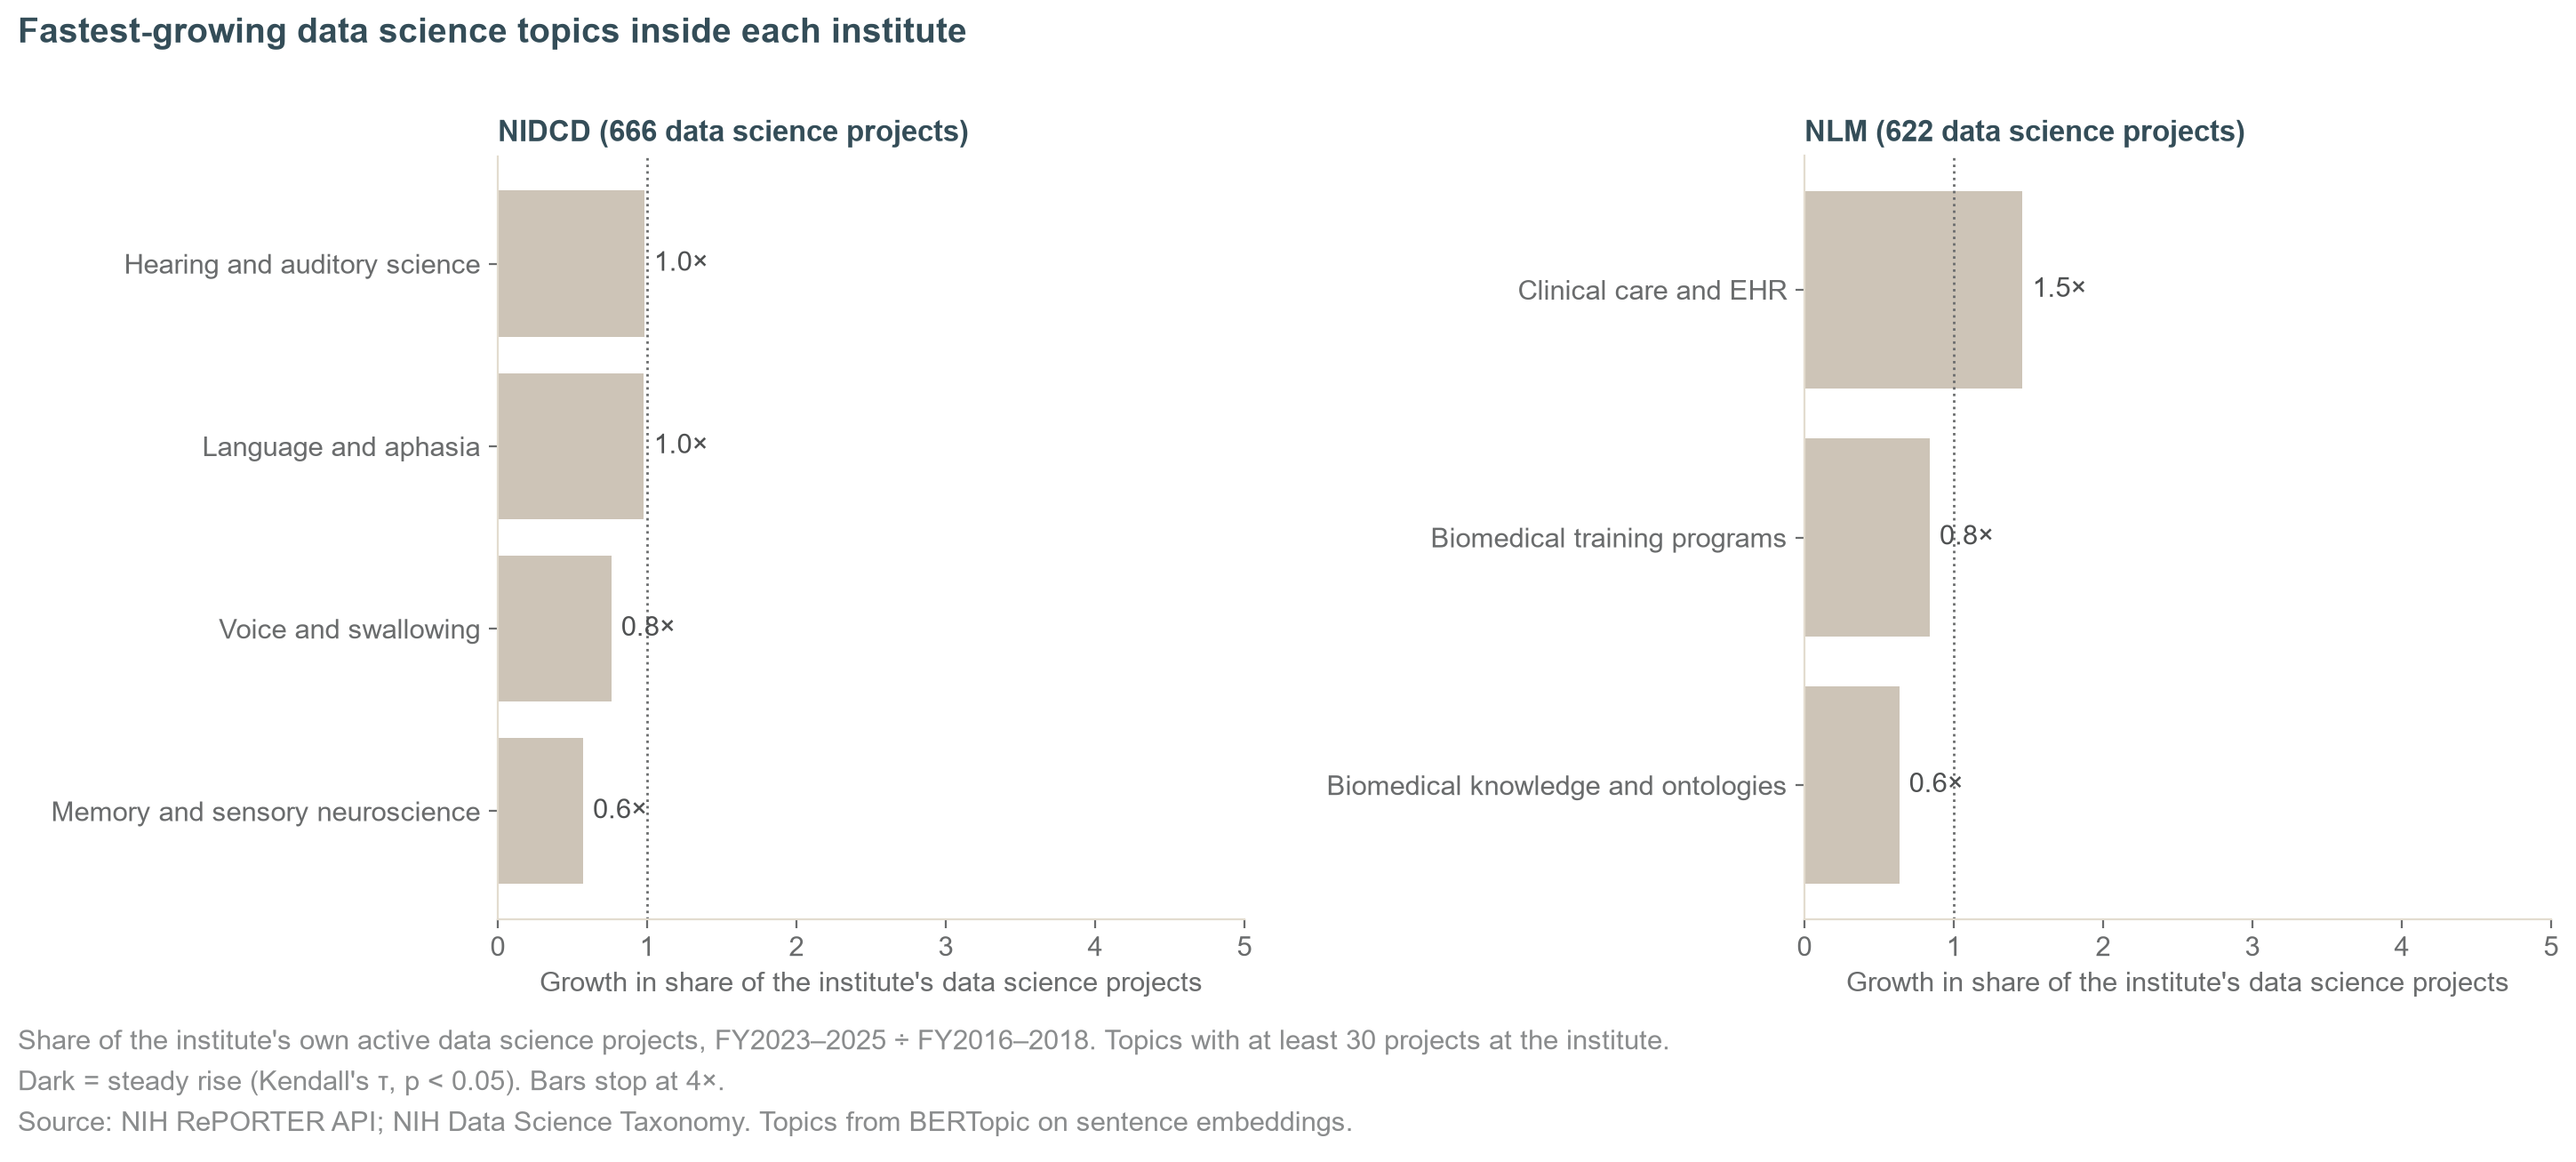 Fastest-growing data science topics inside each institute
NIDCD (666 data science projects)
Hearing and auditory science
1.0×
Language and aphasia
1.0×
Voice and swallowing
0.8×
Memory and sensory neuroscience
0.6×
0 1 2 3 4 5
Growth in share of the institute's data science projects
NLM (622 data science projects)
Clinical care and EHR
1.5×
Biomedical training programs
0.8×
Biomedical knowledge and ontologies
0.6×
0 1 2 3 4 5
Growth in share of the institute's data science projects
Share of the institute's own active data science projects, FY2023–2025 ÷ FY2016–2018. Topics with at least 30 projects at the institute.
Dark = steady rise (Kendall's τ, p < 0.05). Bars stop at 4×.
Source: NIH RePORTER API; NIH Data Science Taxonomy. Topics from BERTopic on sentence embeddings.